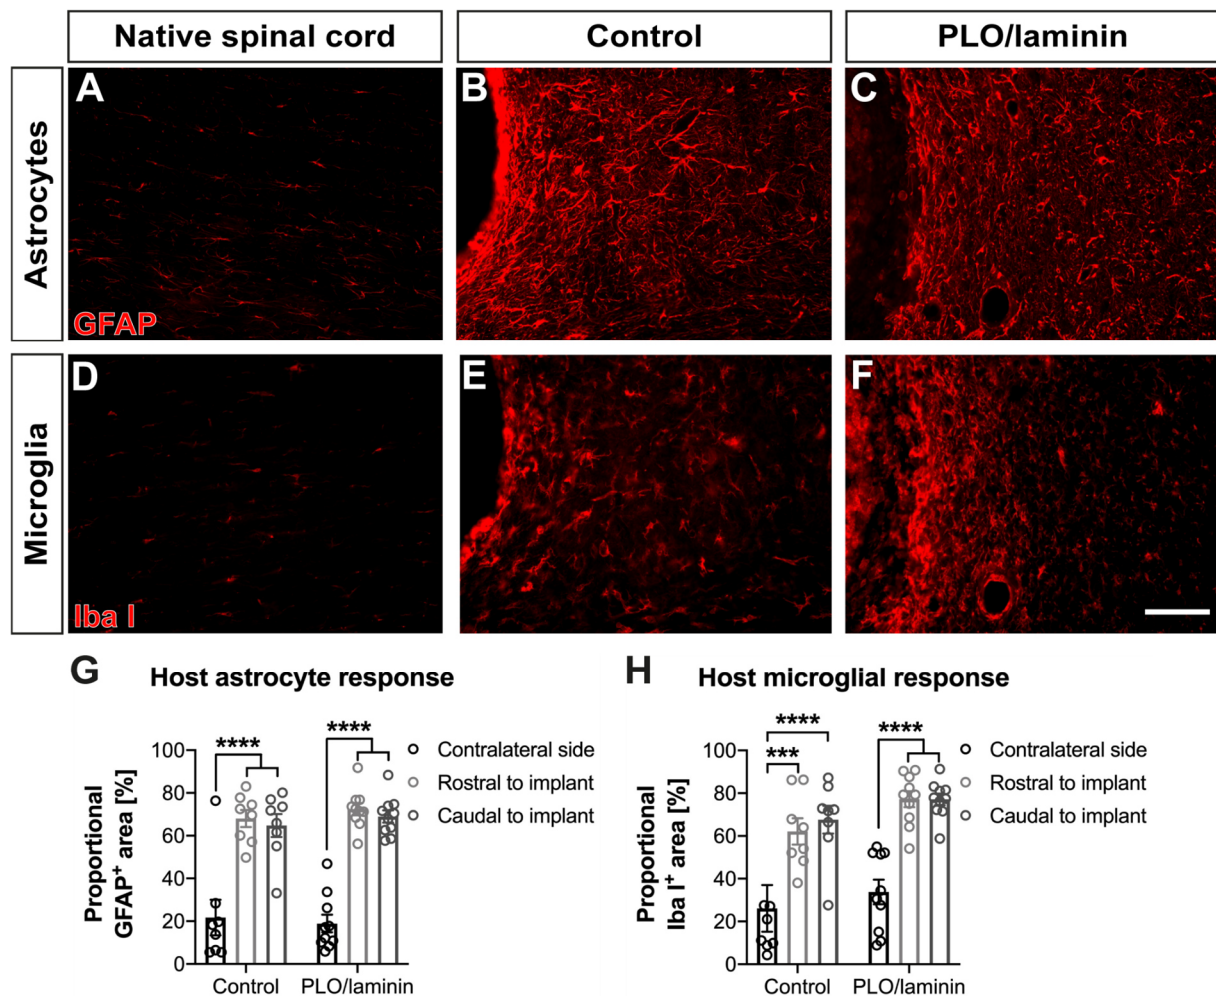 Native spinal cord
Control
PLO/laminin
Astrocytes
A
B
C
GFAP
Microglia
D
E
F
Iba I
G
Host astrocyte response
Proportional
GFAP+ area [%]
100
80
60
40
20
0
****
****
Control
PLO/laminin
Contralateral side
Rostral to implant
Caudal to implant
H
Host microglial response
Proportional
Iba I+ area [%]
100
80
60
40
20
0
****
***
****
Control
PLO/laminin
Contralateral side
Rostral to implant
Caudal to implant